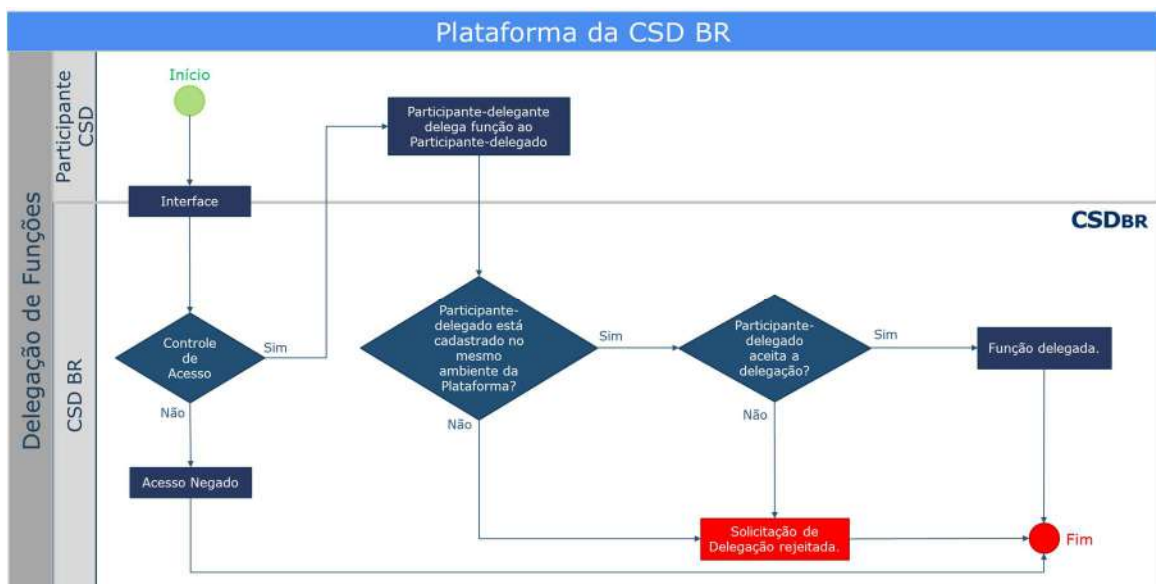 Plataforma da CSD BR
Delegação de Funções
Participante
CSD
Início
Participante-delegante
delega função ao
Participante-delegado
Interface
CSD BR
CSDBR
Controle
de
Acesso
Sim
Não
Participante-
delegado está
cadastrado no
mesmo
ambiente da
Plataforma?
Sim
Não
Participante-
delegado
aceita a
delegação?
Sim
Não
Função delegada.
Acesso Negado
Solicitação de
Delegação rejeitada.
Fim